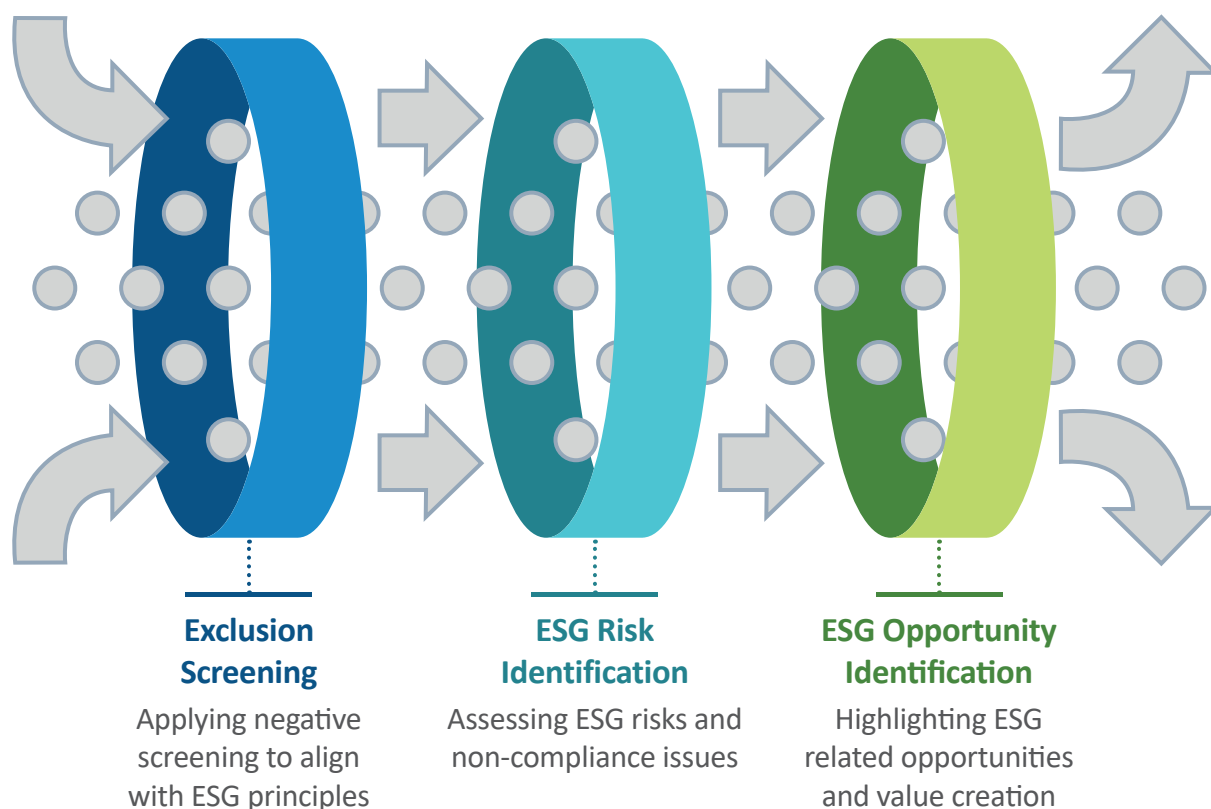 Exclusion
Screening
Applying negative
screening to align
with ESG principles
ESG Risk
Identification
Assessing ESG risks and
non-compliance issues
ESG Opportunity
Identification
Highlighting ESG
related opportunities
and value creation